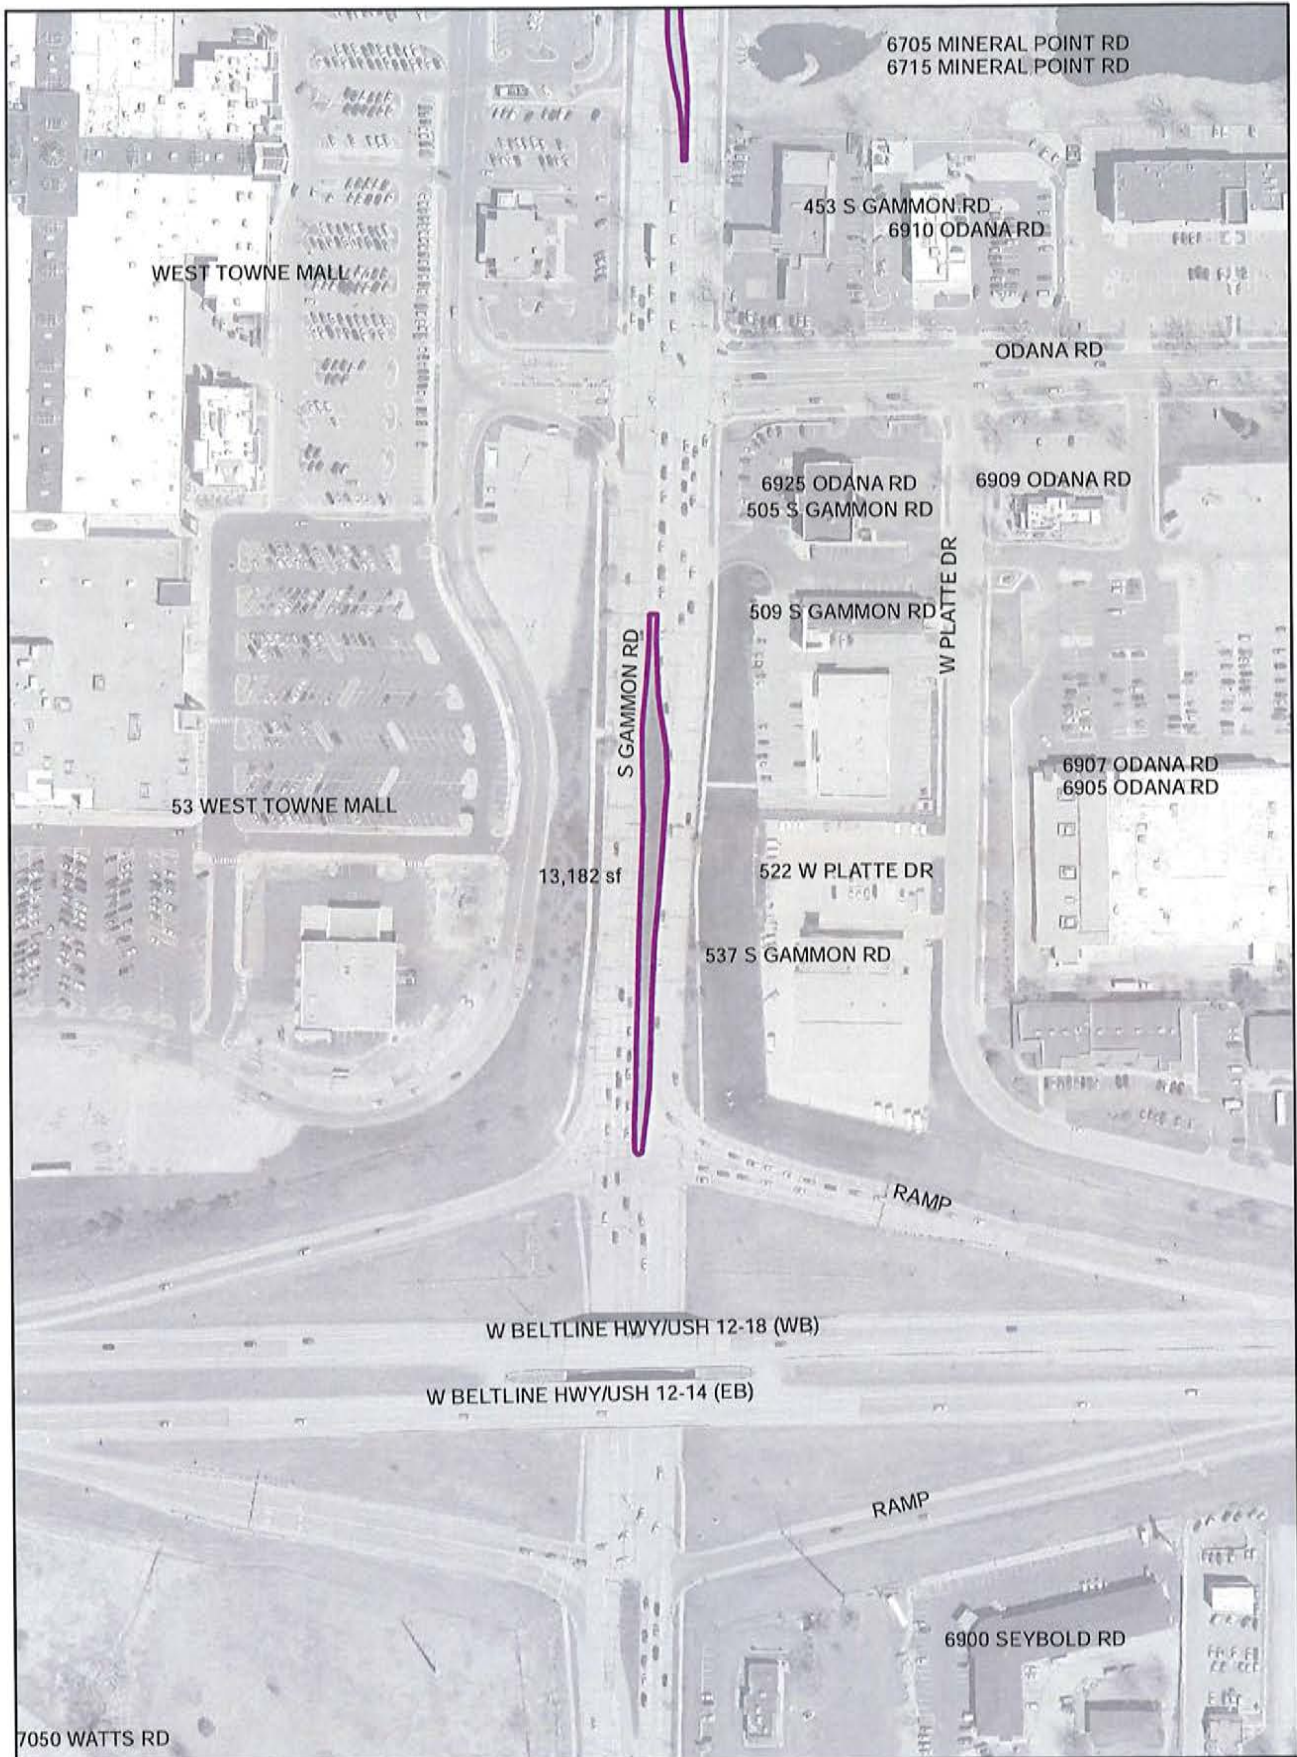 6705 MINERAL POINT RD
6715 MINERAL POINT RD
453 S GAMMON RD
6910 ODANA RD
WEST TOWNE MALL
ODANA RD
6925 ODANA RD
6909 ODANA RD
505 S GAMMON RD
W PLATTE DR
509 S GAMMON RD
S GAMMON RD
6907 ODANA RD
6905 ODANA RD
53 WEST TOWNE MALL
13,182 sf
522 W PLATTE DR
537 S GAMMON RD
RAMP
W BELTLINE HWY/USH 12-18 (WB)
W BELTLINE HWY/USH 12-14 (EB)
RAMP
6900 SEYBOLD RD
7050 WATTS RD